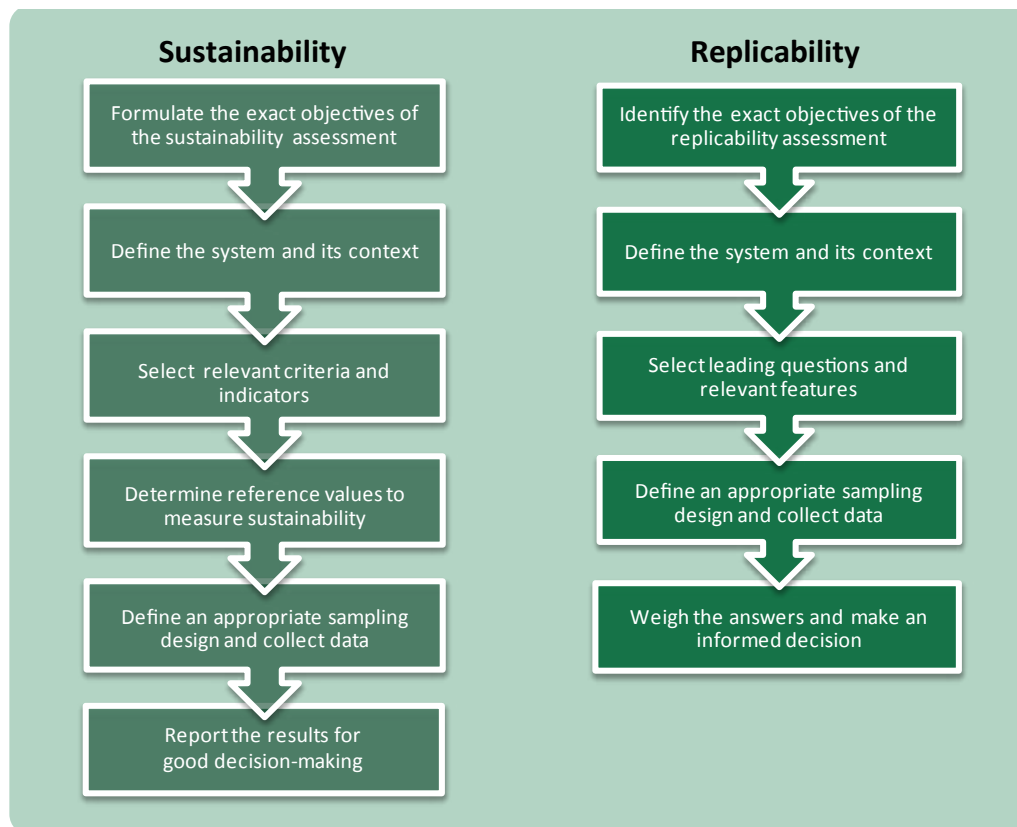 Sustainability
Formulate the exact objectives of
the sustainability assessment
Define the system and its context
Select relevant criteria and
indicators
Determine reference values to
measure sustainability
Define an appropriate sampling
design and collect data
Report the results for
good decision-making
Replicability
Identify the exact objectives of the
replicability assessment
Define the system and its context
Select leading questions and
relevant features
Define an appropriate sampling
design and collect data
Weigh the answers and make an
informed decision